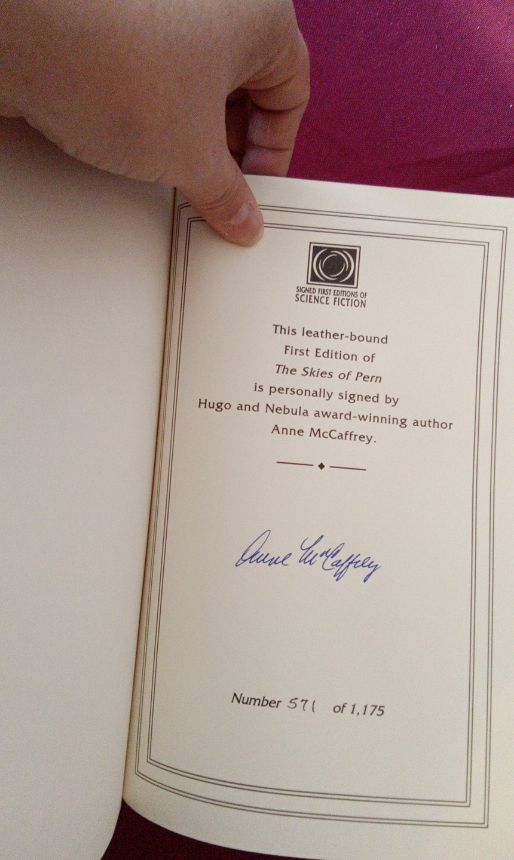 SIGNED FIRST EDITIONS OF
SCIENCE FICTION
This leather-bound
First Edition of
The Skies of Pern
is personally signed by
Hugo and Nebula award-winning author
Anne McCaffrey.
Anne McCaffrey
Number 571 of 1,175